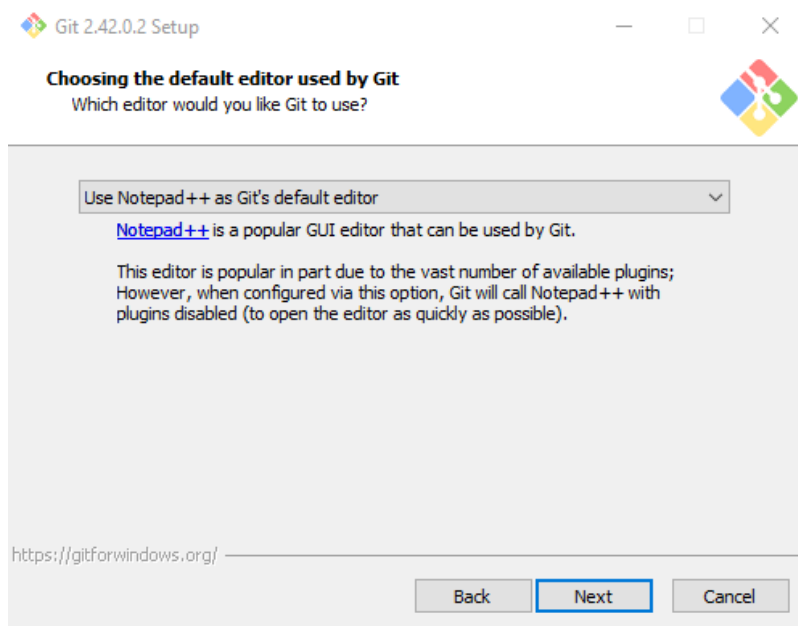 Git 2.42.0.2 Setup
Choosing the default editor used by Git
Which editor would you like Git to use?
Use Notepad++ as Git's default editor
Notepad++ is a popular GUI editor that can be used by Git.
This editor is popular in part due to the vast number of available plugins;
However, when configured via this option, Git will call Notepad++ with
plugins disabled (to open the editor as quickly as possible).
https://gitforwindows.org/
Back Next Cancel